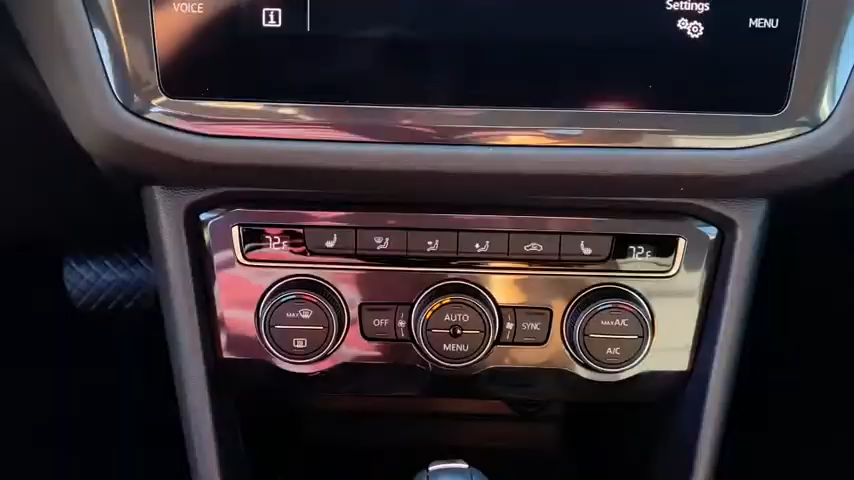 VOICE
i
Settings
MENU
72°F
72°F
MAX
OFF
AUTO
MENU
SYNC
MAX A/C
A/C